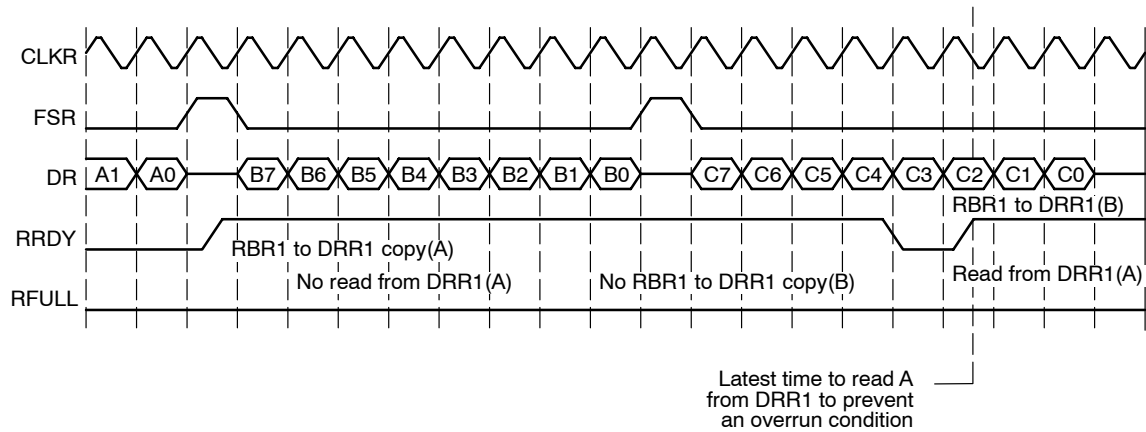 CLKR
FSR
DR A1 A0 B7 B6 B5 B4 B3 B2 B1 B0 C7 C6 C5 C4 C3 C2 C1 C0
RBR1 to DRR1(B)
RRDY
RBR1 to DRR1 copy(A)
No read from DRR1(A) No RBR1 to DRR1 copy(B) Read from DRR1(A)
RFULL
Latest time to read A
from DRR1 to prevent
an overrun condition